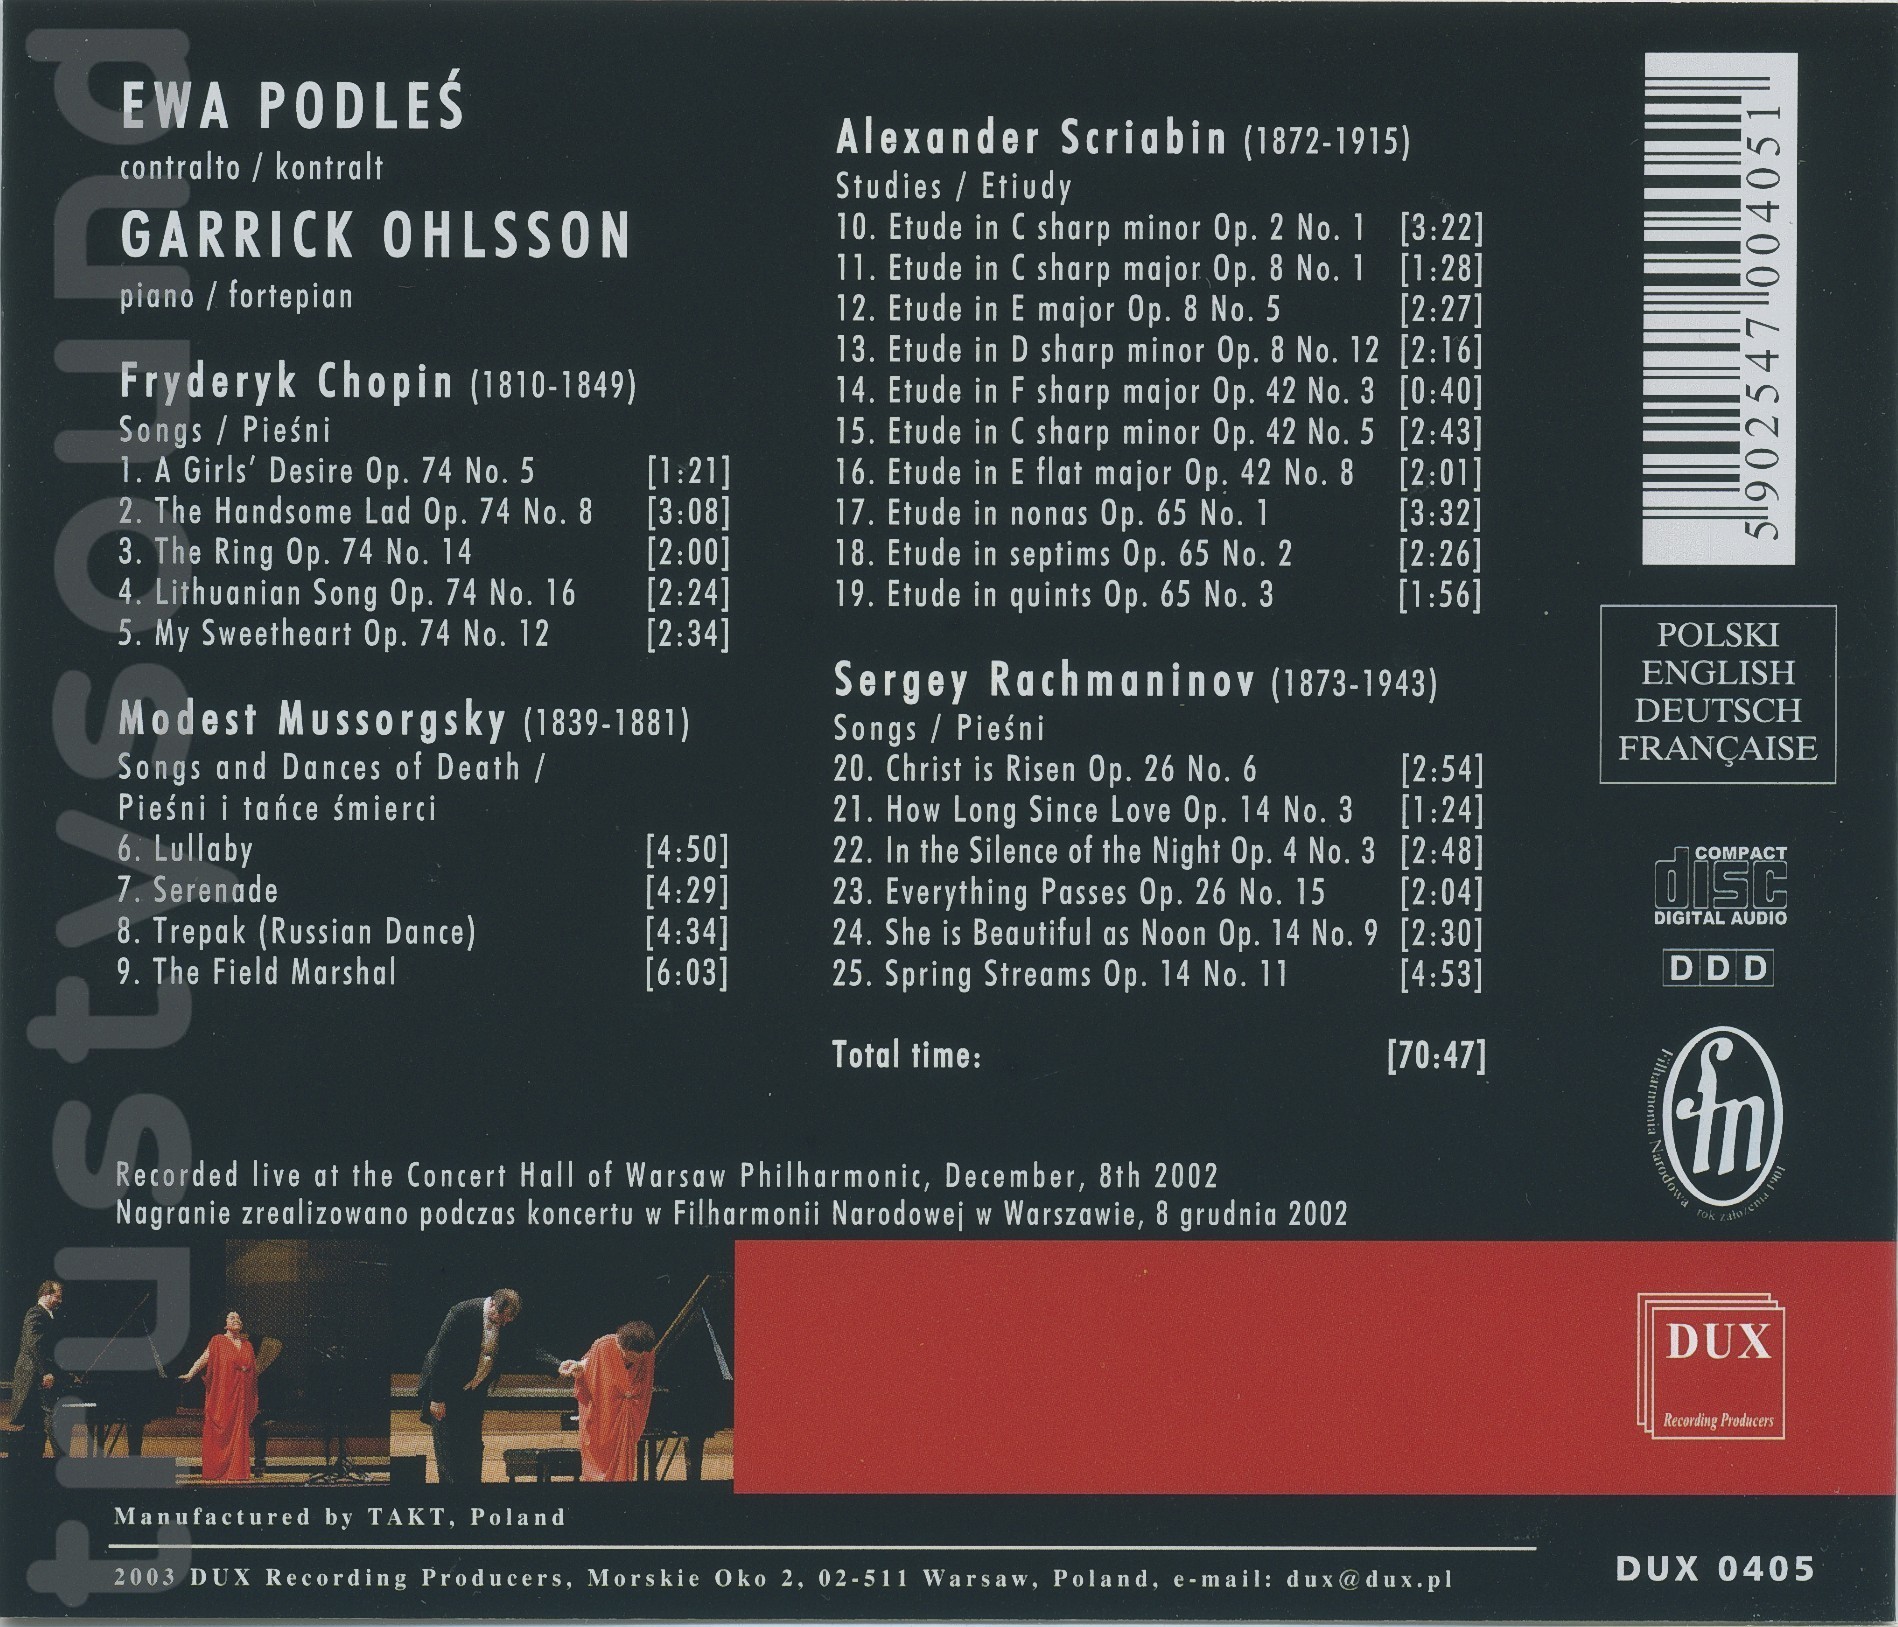 EWA PODLEŚ
contralto / kontralt
GARRICK OHLSSON
piano / fortepian
Fryderyk Chopin (1810-1849)
Songs / Pieśni
1. A Girls' Desire Op. 74 No. 5 [1:21]
2. The Handsome Lad Op. 74 No. 8 [3:08]
3. The Ring Op. 74 No. 14 [2:00]
4. Lithuanian Song Op. 74 No. 16 [2:24]
5. My Sweetheart Op. 74 No. 12 [2:34]
Modest Mussorgsky (1839-1881)
Songs and Dances of Death /
Pieśni i tańce śmierci
6. Lullaby [4:50]
7. Serenade [4:29]
8. Trepak (Russian Dance) [4:34]
9. The Field Marshal [6:03]
Alexander Scriabin (1872-1915)
Studies / Etiudy
10. Etude in C sharp minor Op. 2 No. 1 [3:22]
11. Etude in C sharp major Op. 8 No. 1 [1:28]
12. Etude in E major Op. 8 No. 5 [2:27]
13. Etude in D sharp minor Op. 8 No. 12 [2:16]
14. Etude in F sharp major Op. 42 No. 3 [0:40]
15. Etude in C sharp minor Op. 42 No. 5 [2:43]
16. Etude in E flat major Op. 42 No. 8 [2:01]
17. Etude in nonas Op. 65 No. 1 [3:32]
18. Etude in septims Op. 65 No. 2 [2:26]
19. Etude in quints Op. 65 No. 3 [1:56]
Sergey Rachmaninov (1873-1943)
Songs / Pieśni
20. Christ is Risen Op. 26 No. 6 [2:54]
21. How Long Since Love Op. 14 No. 3 [1:24]
22. In the Silence of the Night Op. 4 No. 3 [2:48]
23. Everything Passes Op. 26 No. 15 [2:04]
24. She is Beautiful as Noon Op. 14 No. 9 [2:30]
25. Spring Streams Op. 14 No. 11 [4:53]
Total time: [70:47]
Recorded live at the Concert Hall of Warsaw Philharmonic, December, 8th 2002
Nagranie zrealizowano podczas koncertu w Filharmonii Narodowej w Warszawie, 8 grudnia 2002
5 902547 004051
POLSKI
ENGLISH
DEUTSCH
FRANÇAISE
COMPACT
disc
DIGITAL AUDIO
DDD
fn
Filharmonia Narodowa rok założenia 1901
DUX
Recording Producers
Manufactured by TAKT, Poland
2003 DUX Recording Producers, Morskie Oko 2, 02-511 Warsaw, Poland, e-mail: dux@dux.pl
DUX 0405
trustysound